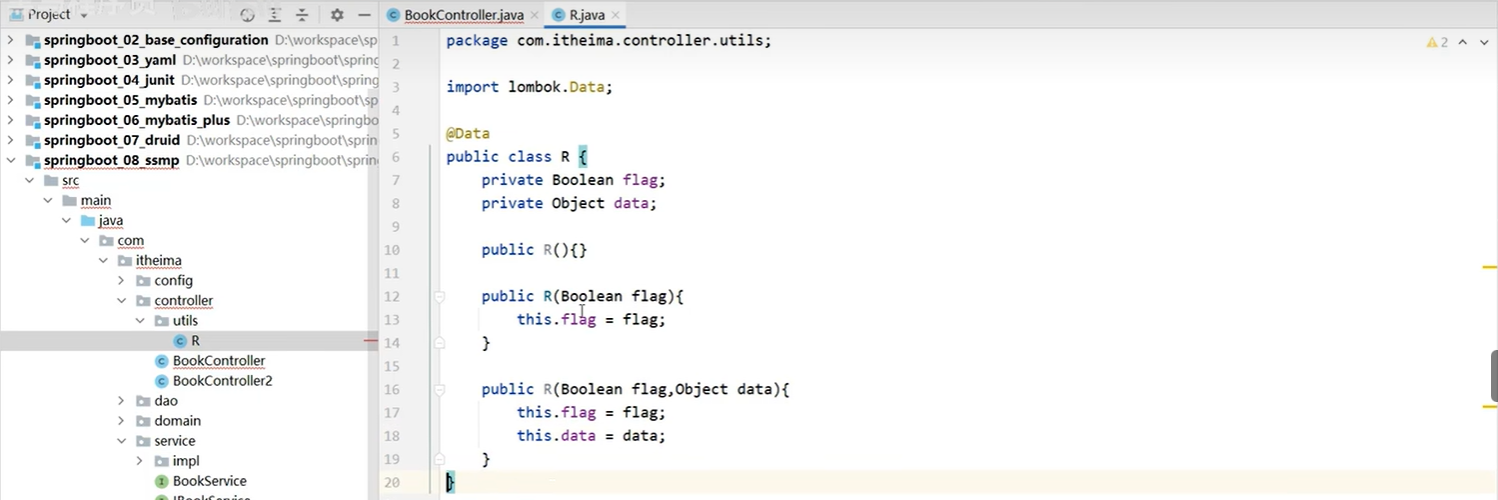 Project
springboot_02_base_configuration D:\workspace\sp
springboot_03_yaml D:\workspace\springboot\spring
springboot_04_junit D:\workspace\springboot\spring
springboot_05_mybatis D:\workspace\springboot\sp
springboot_06_mybatis_plus D:\workspace\springbo
springboot_07_druid D:\workspace\springboot\sprin
springboot_08_ssmp D:\workspace\springboot\sprin
src
main
java
com
itheima
config
controller
utils
R
BookController
BookController2
dao
domain
service
impl
BookService
BookController.java
R.java
2
1 package com.itheima.controller.utils;
2
3 import lombok.Data;
4
5 @Data
6 public class R {
7 private Boolean flag;
8 private Object data;
9
10 public R(){}
11
12 public R(Boolean flag){
13 this.flag = flag;
14 }
15
16 public R(Boolean flag,Object data){
17 this.flag = flag;
18 this.data = data;
19 }
20 }